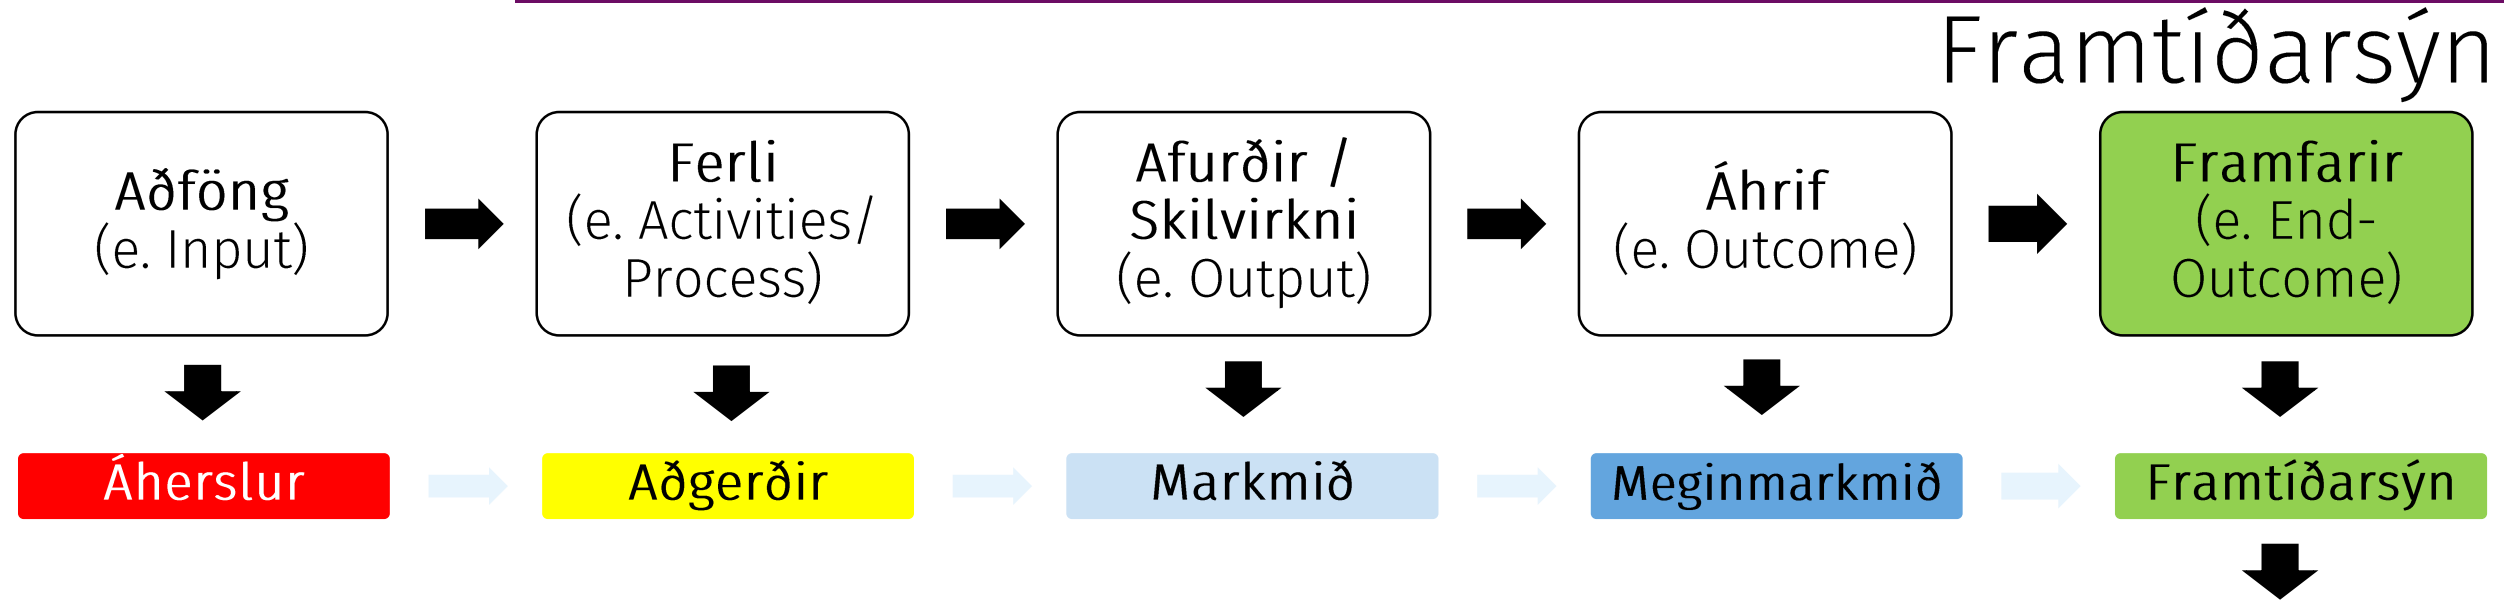 Framtíðarsýn
Aðföng
(e. Input)
Ferli
(e. Activities /
Process)
Afurðir /
Skilvirkni
(e. Output)
Áhrif
(e. Outcome)
Framfarir
(e. End-
Outcome)
Áherslur
Aðgerðir
Markmið
Meginmarkmið
Framtíðarsýn